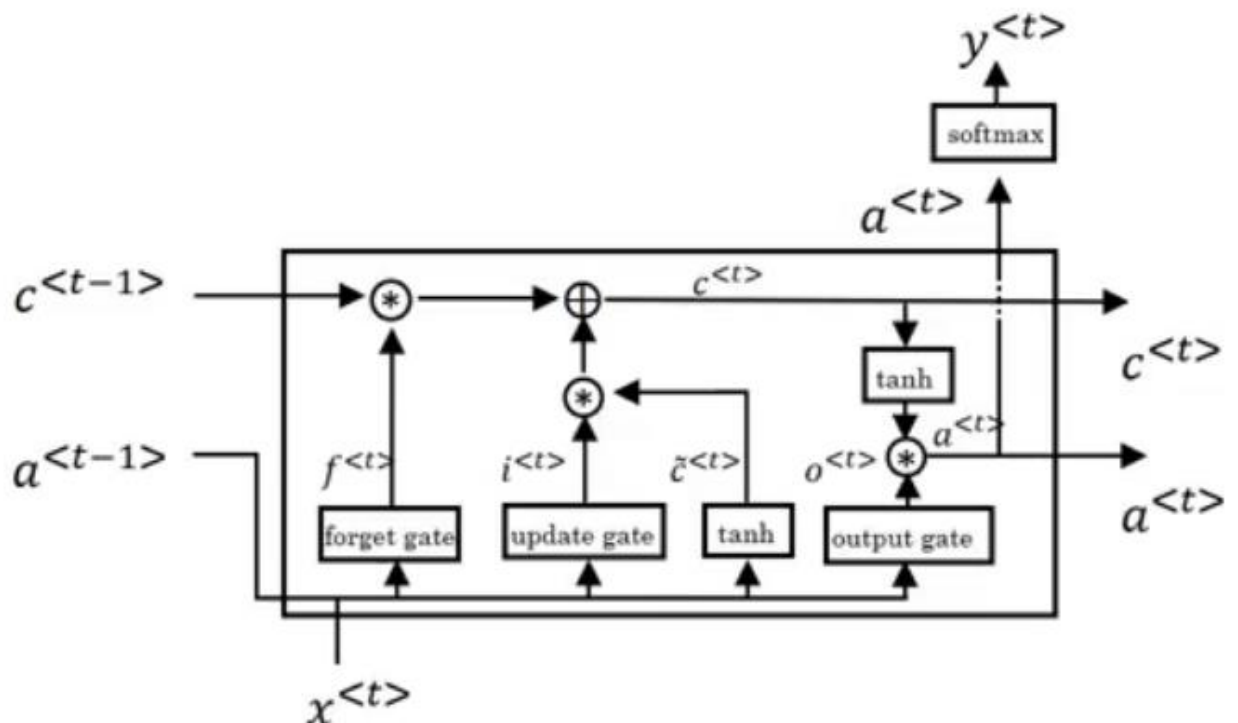 y<t>
softmax
a<t>
c<t-1>
c<t>
tanh
c<t>
a<t-1>
f<t>
i<t>
c̃<t>
o<t>
a<t>
a<t>
forget gate
update gate
tanh
output gate
x<t>